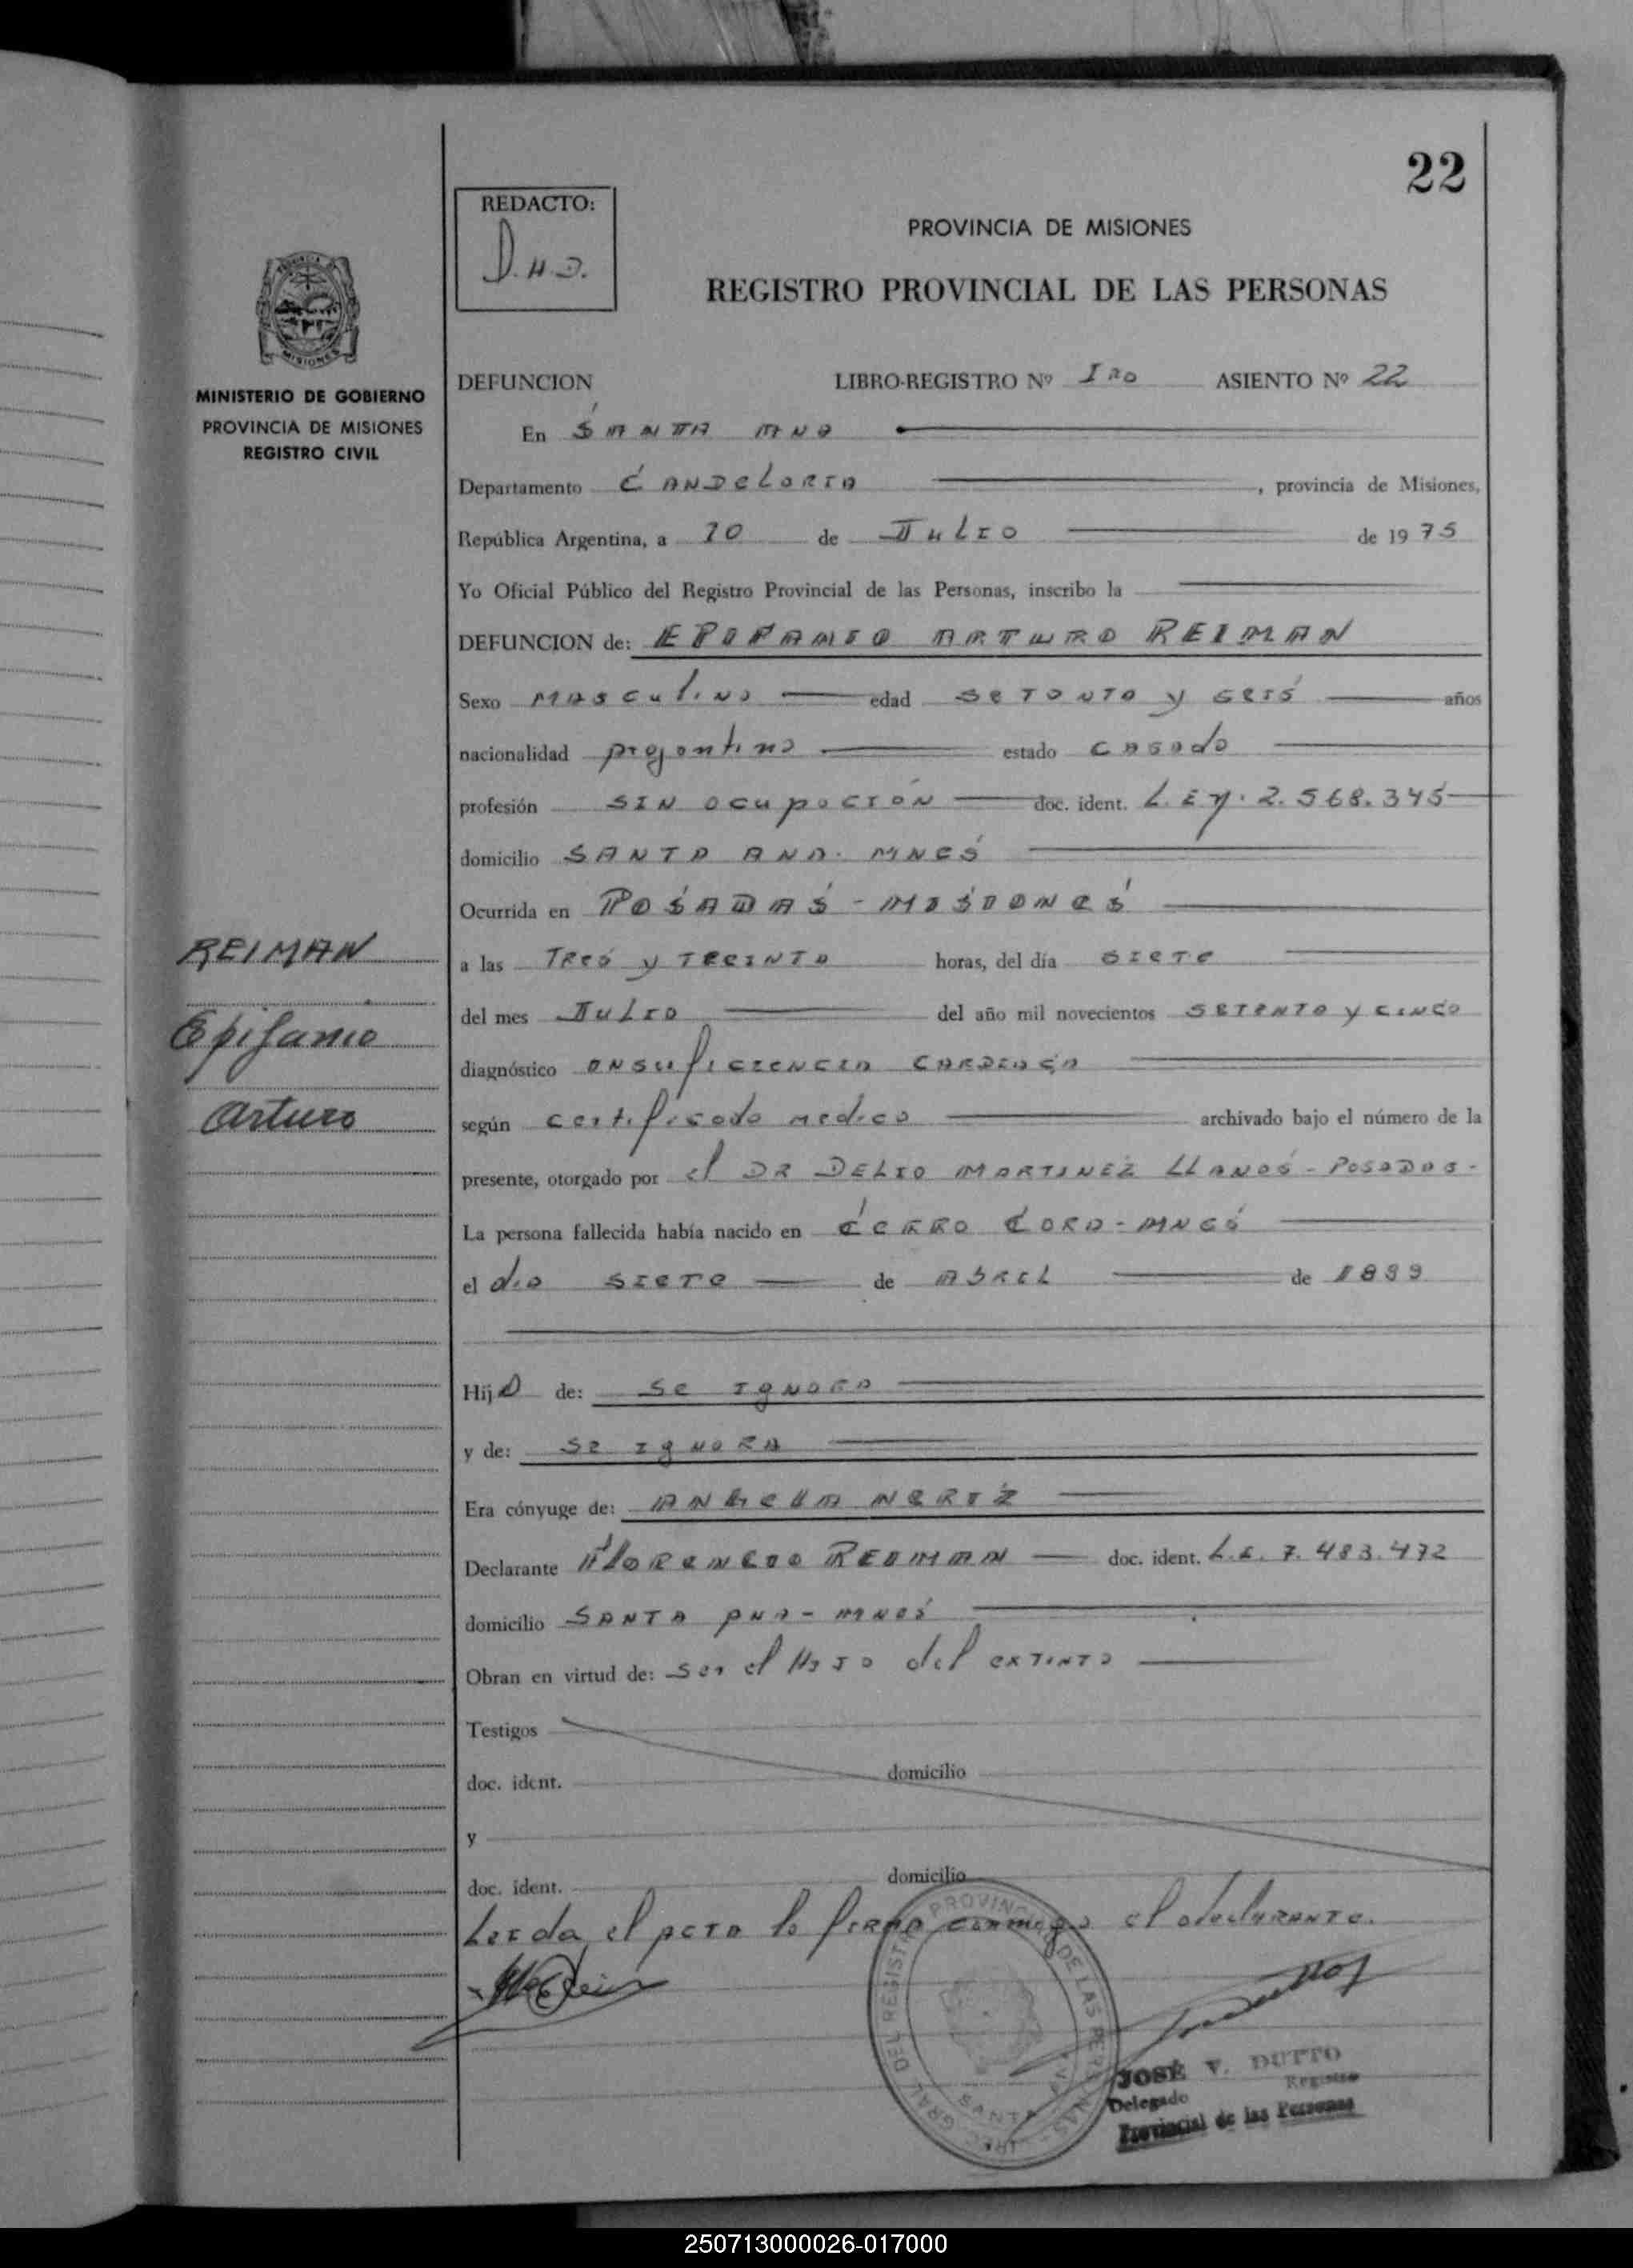 22
REDACTO:
D.H.D.
PROVINCIA DE MISIONES
REGISTRO PROVINCIAL DE LAS PERSONAS
MINISTERIO DE GOBIERNO
PROVINCIA DE MISIONES
REGISTRO CIVIL
DEFUNCION LIBRO-REGISTRO Nº Iro ASIENTO Nº 22
En SANTA ANA
Departamento CANDELARIA, provincia de Misiones,
República Argentina, a 10 de JULIO de 1975
Yo Oficial Público del Registro Provincial de las Personas, inscribo la
DEFUNCION de: EPIFANIO ARTURO REIMAN
Sexo masculino edad setenta y seis años
nacionalidad argentina estado casado
profesión SIN ocupacion doc. ident. L.Ey. 2.568.345
domicilio SANTA ANA. MNES
Ocurrida en POSADAS - MISIONES
a las Tres y Treinta horas, del día siete
del mes JULIO del año mil novecientos setenta y cinco
diagnóstico insuficiencia cardiaca
según certificado medico archivado bajo el número de la
presente, otorgado por el DR DELIO MARTINEZ LLANOS - POSADAS -
La persona fallecida había nacido en CERRO CORA - MNES
el dia siete de ABRIL de 1899
Hijo de: se ignora
y de: se ignora
Era cónyuge de: ANGELA NERIZ
Declarante FLORENCIO REIMAN doc. ident. L.E. 7.483.472
domicilio SANTA ANA - MNES
Obran en virtud de: ser el Hijo del extinto
Testigos
doc. ident. domicilio
y
doc. ident. domicilio
Leida el acta la firma conmigo el declarante.
REIMAN
Epifanio
Arturo
JOSÉ V. DUTTO
Delegado Registro
Provincial de las Personas
250713000026-017000